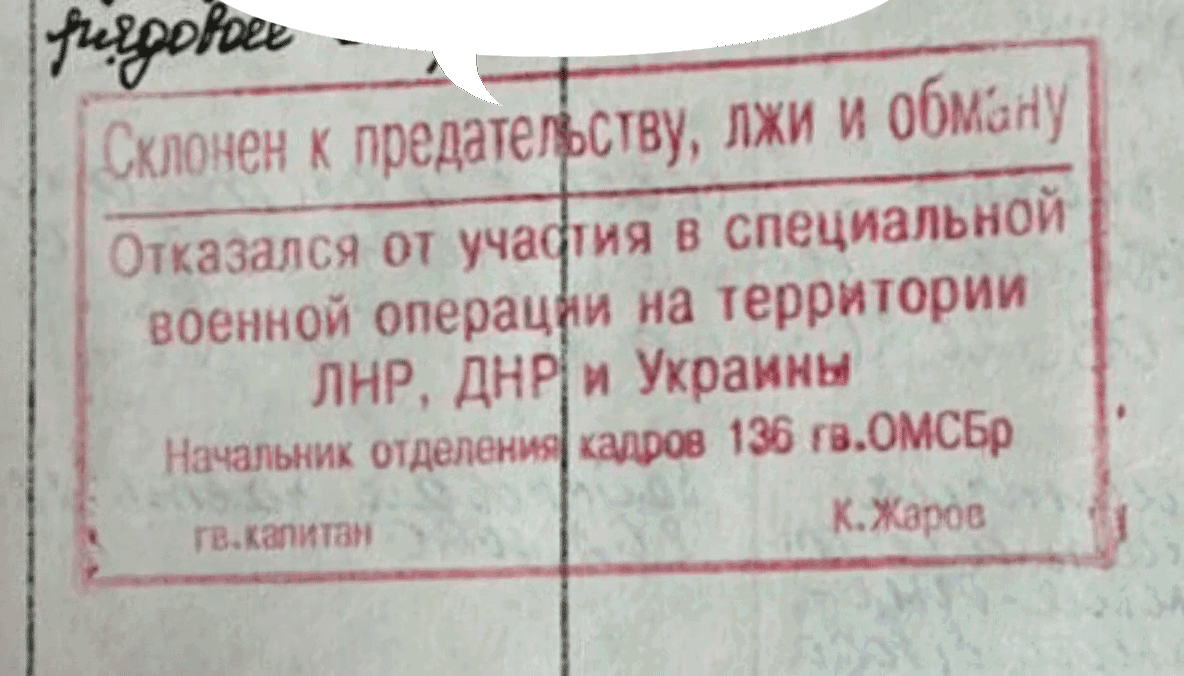 рядовое
Склонен к предательству, лжи и обману
Отказался от участия в специальной
военной операции на территории
ЛНР, ДНР и Украины
Начальник отделения кадров 136 гв.ОМСБр
гв.капитан К.Жаров